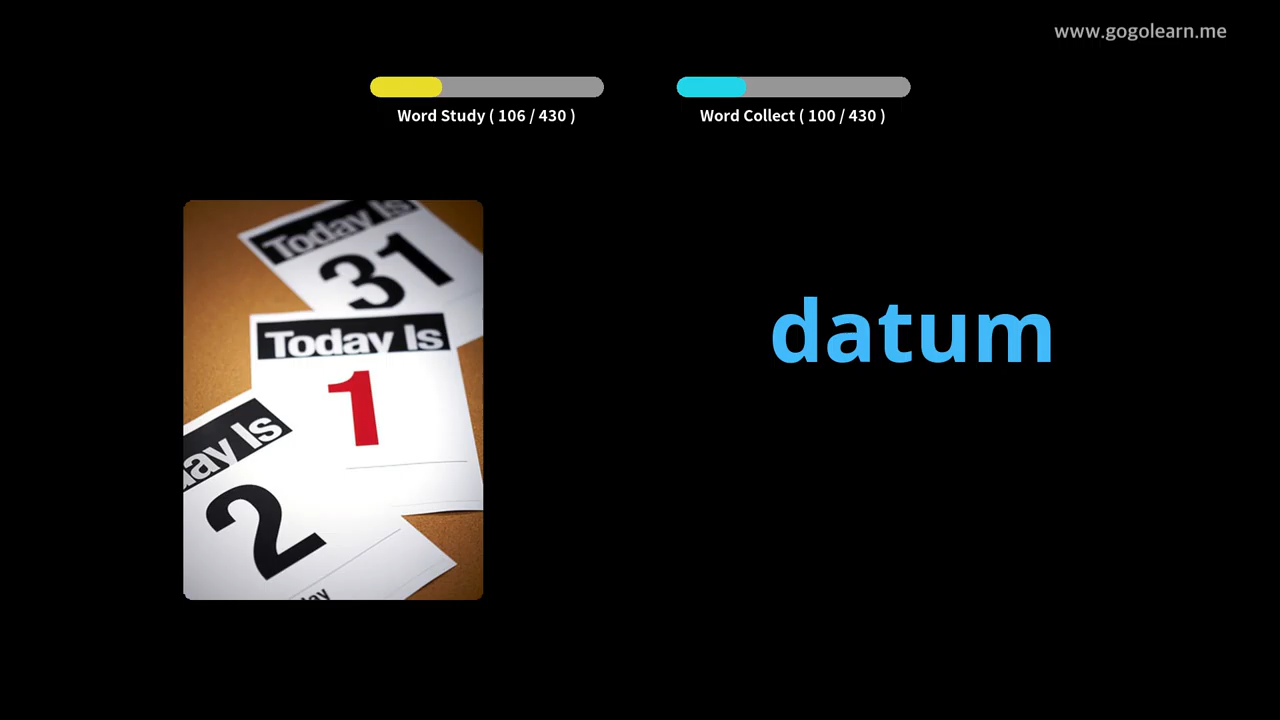 www.gogolearn.me
Word Study ( 106 / 430 )
Word Collect ( 100 / 430 )
Today Is
31
Today Is
1
datum
ay Is
2
ay